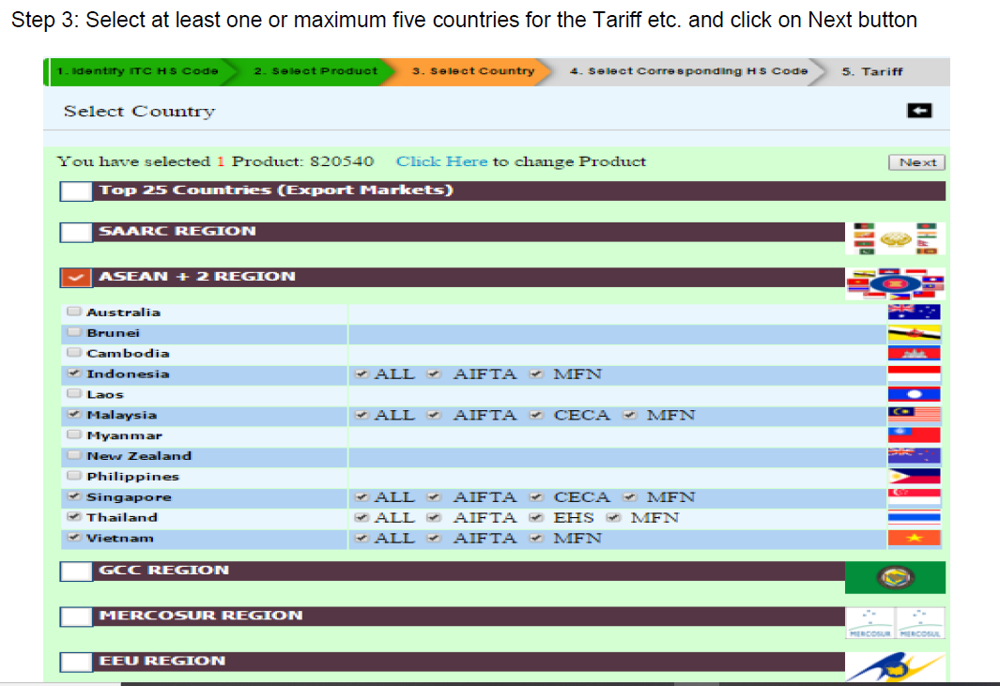 Step 3: Select at least one or maximum five countries for the Tariff etc. and click on Next button
1. Identify ITC HS Code 2. Select Product 3. Select Country 4. Select Corresponding HS Code 5. Tariff
Select Country
You have selected 1 Product: 820540 Click Here to change Product Next
Top 25 Countries (Export Markets)
SAARC REGION
ASEAN + 2 REGION
Australia
Brunei
Cambodia
Indonesia ALL AIFTA MFN
Laos
Malaysia ALL AIFTA CECA MFN
Myanmar
New Zealand
Philippines
Singapore ALL AIFTA CECA MFN
Thailand ALL AIFTA EHS MFN
Vietnam ALL AIFTA MFN
GCC REGION
MERCOSUR REGION
MERCOSUR MERCOSUL
EEU REGION